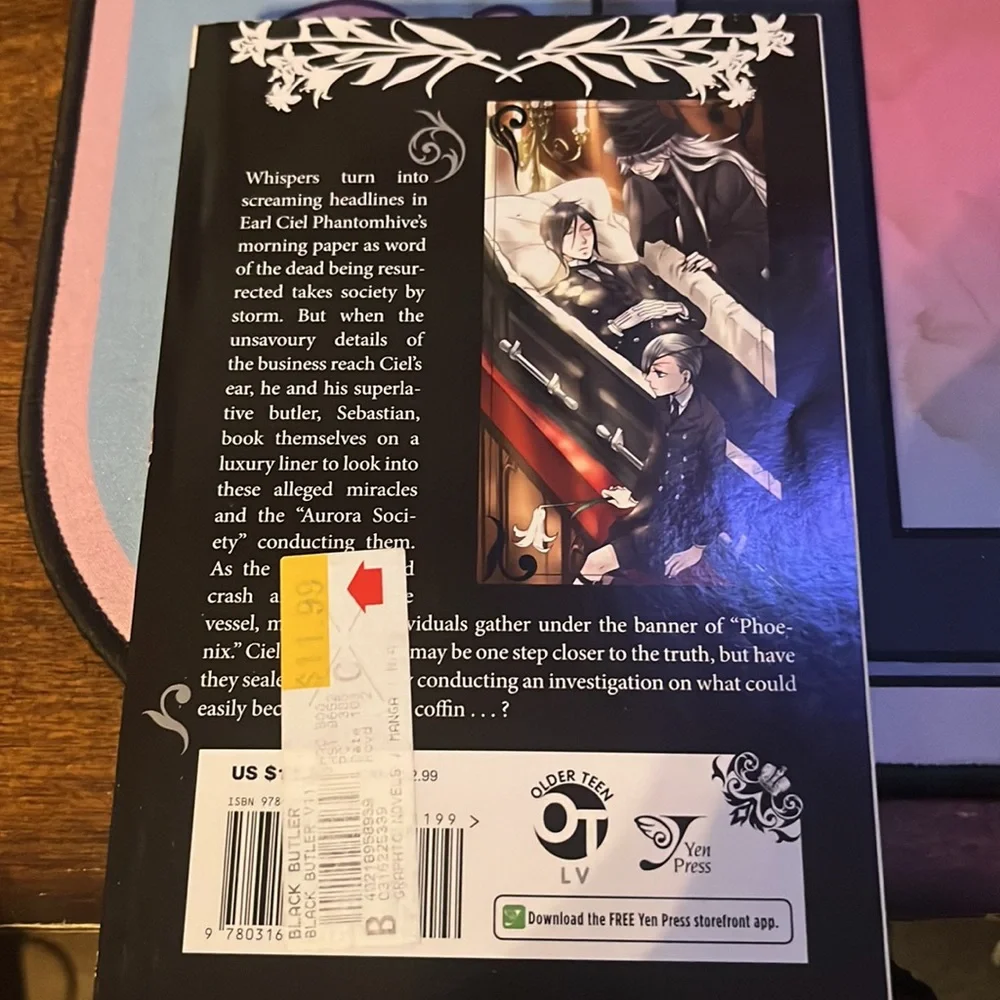 Whispers turn into
screaming headlines in
Earl Ciel Phantomhive's
morning paper as word
of the dead being resur-
rected takes society by
storm. But when the
unsavoury details of
the business reach Ciel's
ear, he and his superla-
tive butler, Sebastian,
book themselves on a
luxury liner to look into
these alleged miracles
and the “Aurora Soci-
ety” conducting them.
As the
crash
vessel,
viduals gather under the banner of “Phoe-
nix.” Ciel may be one step closer to the truth, but have
they conducting an investigation on what could
easily coffin . . . ?
$11.99
BLACK BUTLER
BLACK BUTLER V11
40218958959
0316225339
GRAPHIC NOVELS / MANGA
B
US $1
2.99
ISBN 978
199 >
9 780316
OLDER TEEN
OT
LV
Yen
Press
Download the FREE Yen Press storefront app.